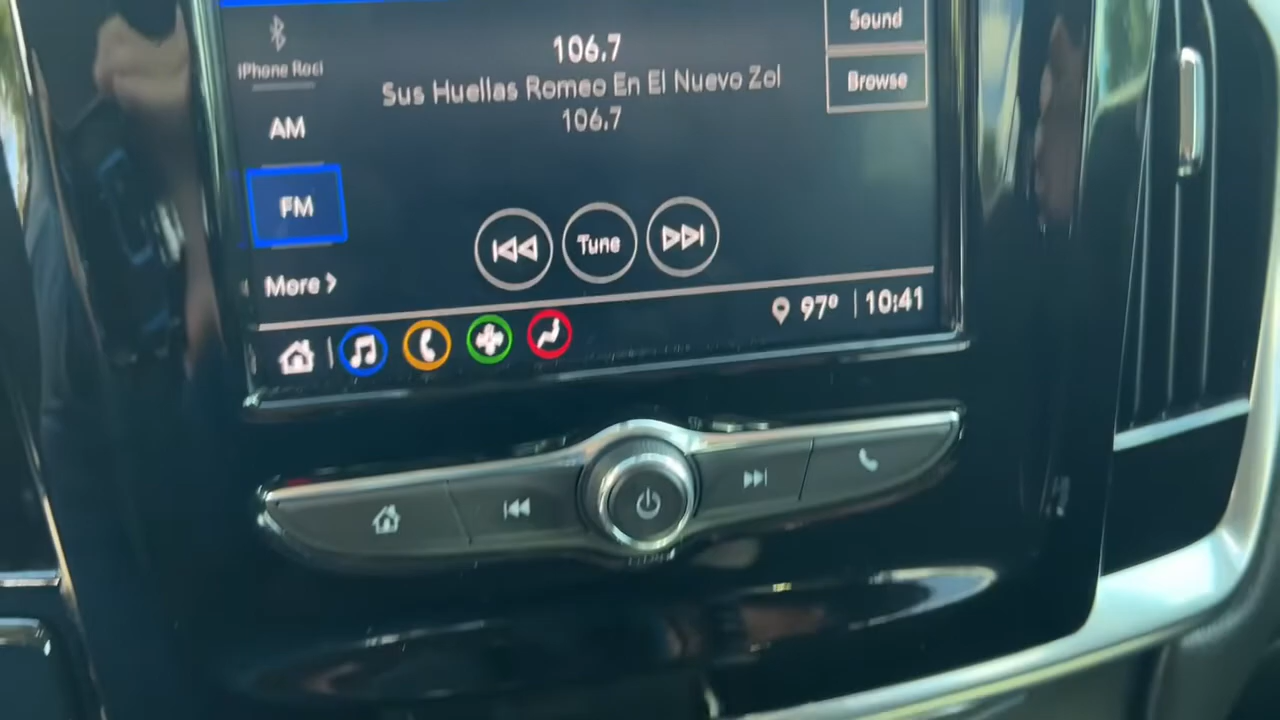 iPhone Roci
AM
FM
More >
106.7
Sus Huellas Romeo En El Nuevo Zol
106.7
Sound
Browse
Tune
97° | 10:41